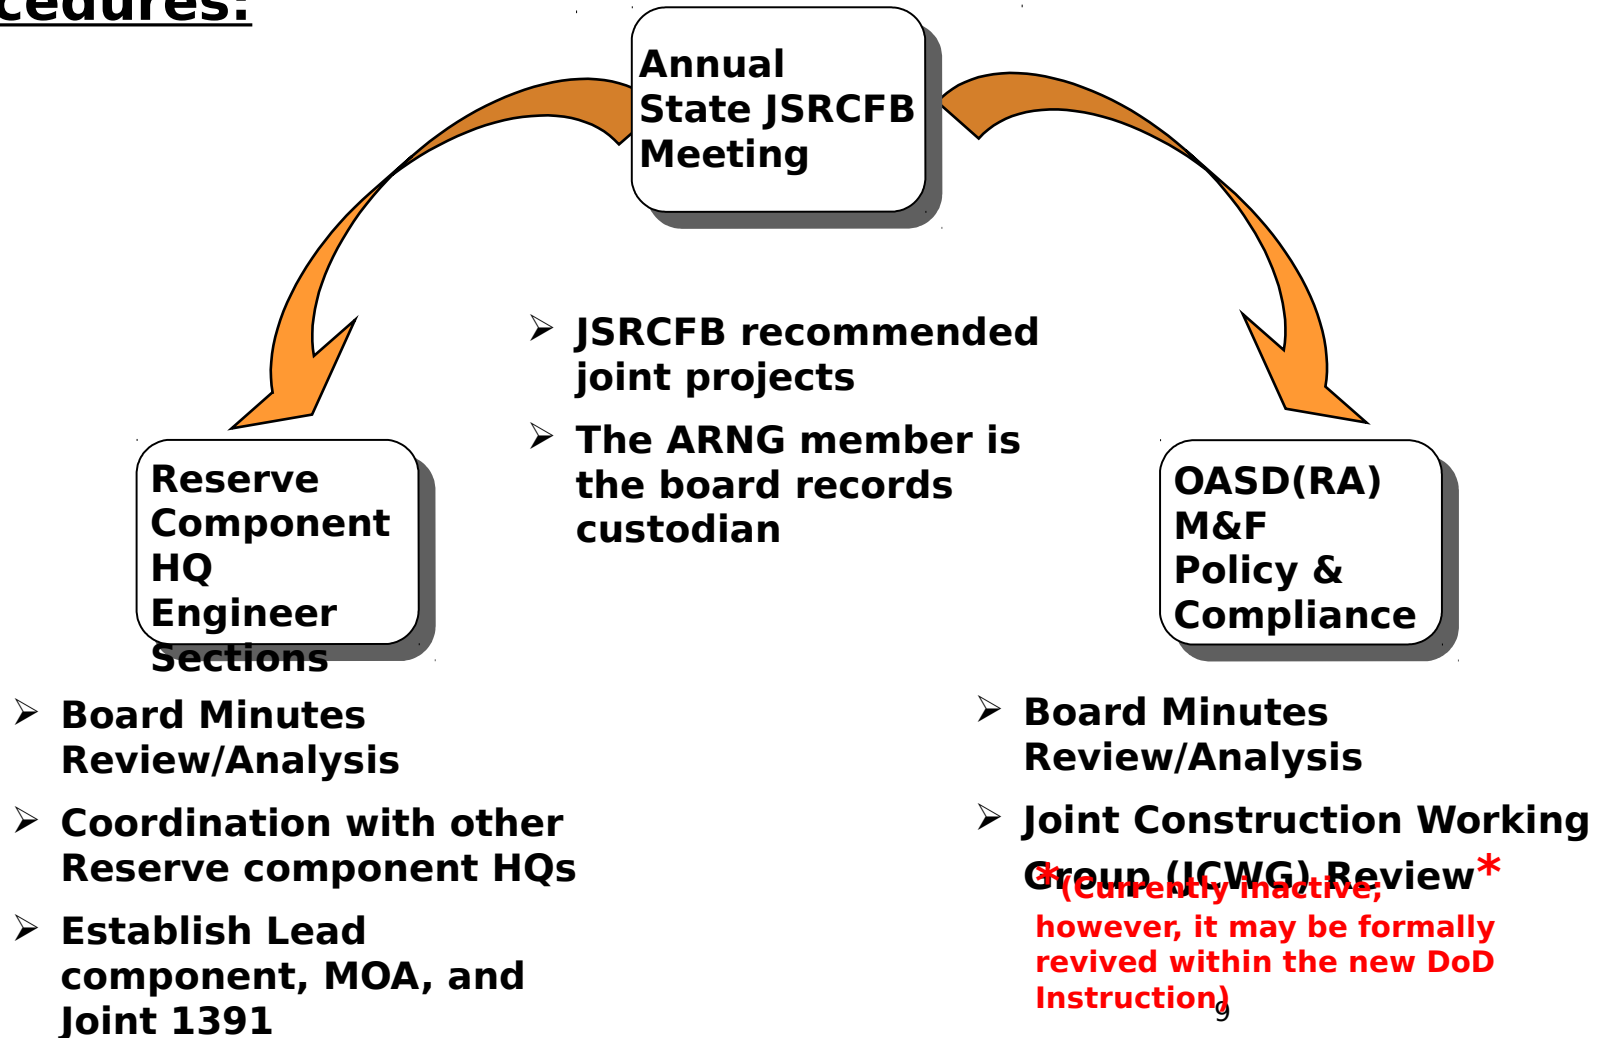 cedures:
Annual
State JSRCFB
Meeting
➢ JSRCFB recommended
joint projects
➢ The ARNG member is
the board records
custodian
Reserve
Component
HQ
Engineer
Sections
➢ Board Minutes
Review/Analysis
➢ Coordination with other
Reserve component HQs
➢ Establish Lead
component, MOA, and
Joint 1391
OASD(RA)
M&F
Policy &
Compliance
➢ Board Minutes
Review/Analysis
➢ Joint Construction Working
Group (JCWG) Review*
*(Currently inactive;
however, it may be formally
revived within the new DoD
Instruction)
9